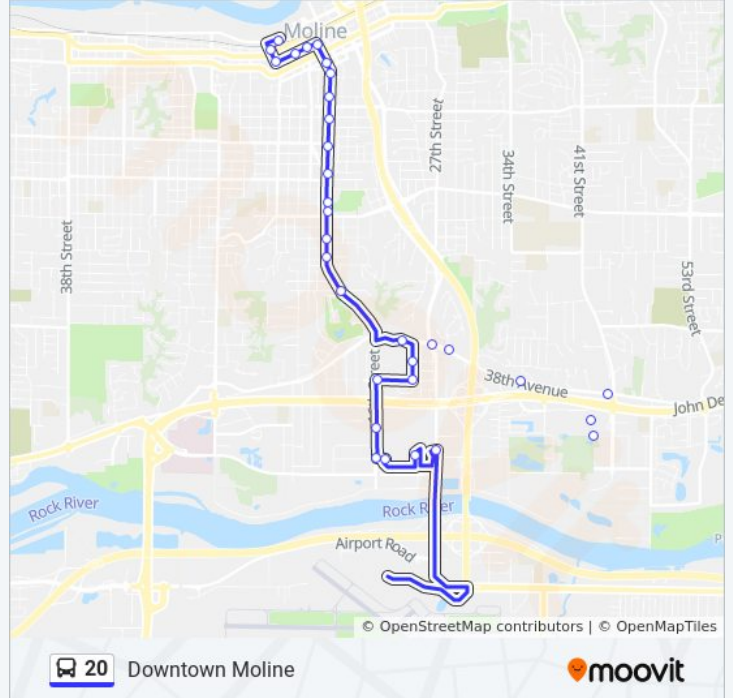 Moline
27th Street
34th Street
41st Street
38th Street
53rd Street
Street
38th Avenue
John De
Rock River
Rock River
Airport Road
P
© OpenStreetMap contributors | © OpenMapTiles
20 Downtown Moline
moovit